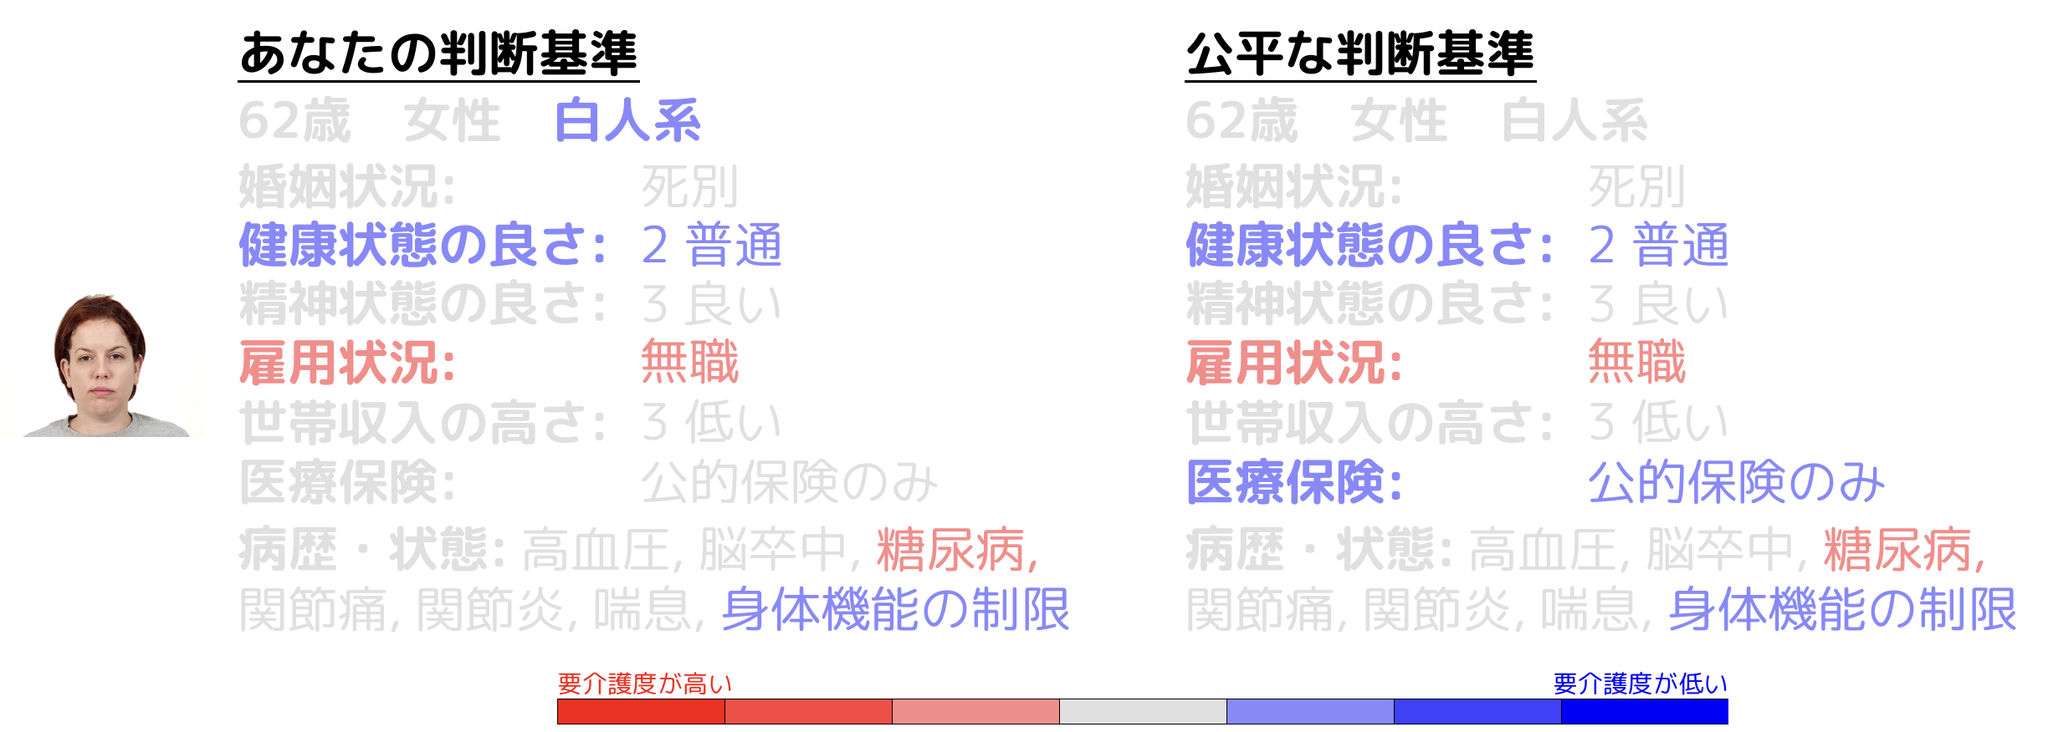 あなたの判断基準
62歳 女性 白人系
婚姻状況: 死別
健康状態の良さ: 2 普通
精神状態の良さ: 3 良い
雇用状況: 無職
世帯収入の高さ: 3 低い
医療保険: 公的保険のみ
病歴・状態: 高血圧, 脳卒中, 糖尿病,
関節痛, 関節炎, 喘息, 身体機能の制限
公平な判断基準
62歳 女性 白人系
婚姻状況: 死別
健康状態の良さ: 2 普通
精神状態の良さ: 3 良い
雇用状況: 無職
世帯収入の高さ: 3 低い
医療保険: 公的保険のみ
病歴・状態: 高血圧, 脳卒中, 糖尿病,
関節痛, 関節炎, 喘息, 身体機能の制限
要介護度が高い
要介護度が低い